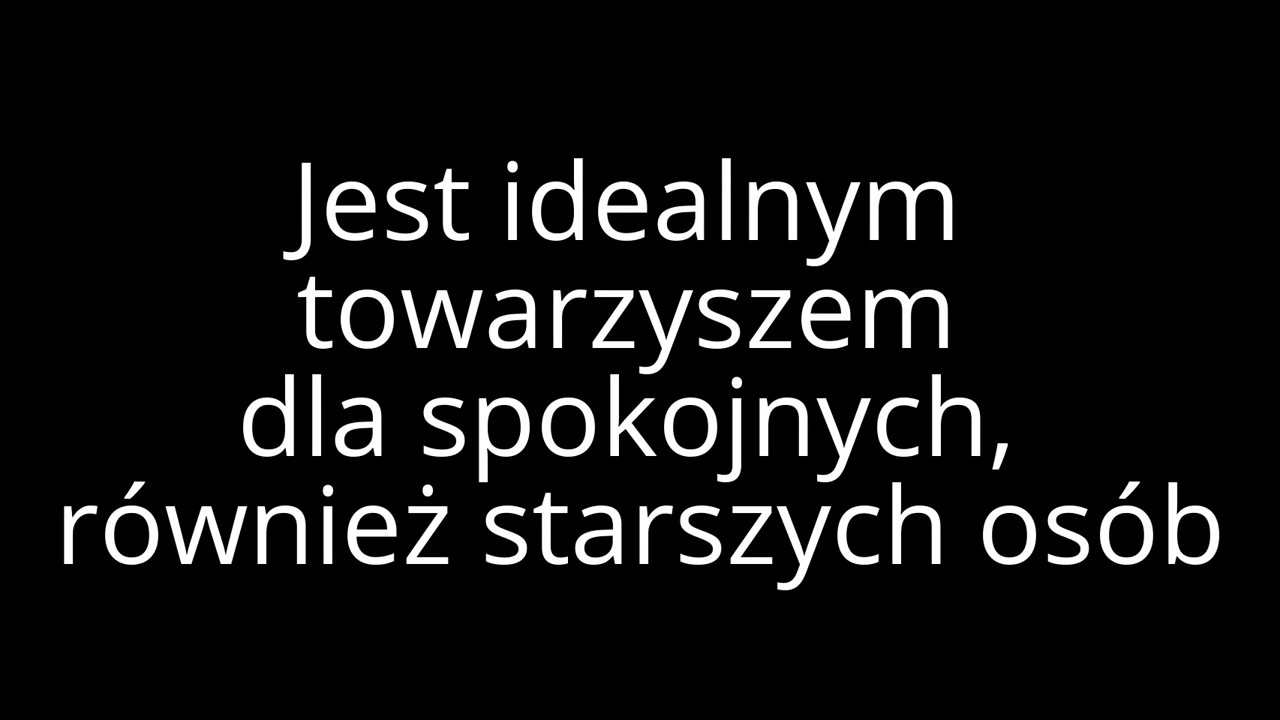 Jest idealnym
towarzyszem
dla spokojnych,
również starszych osób